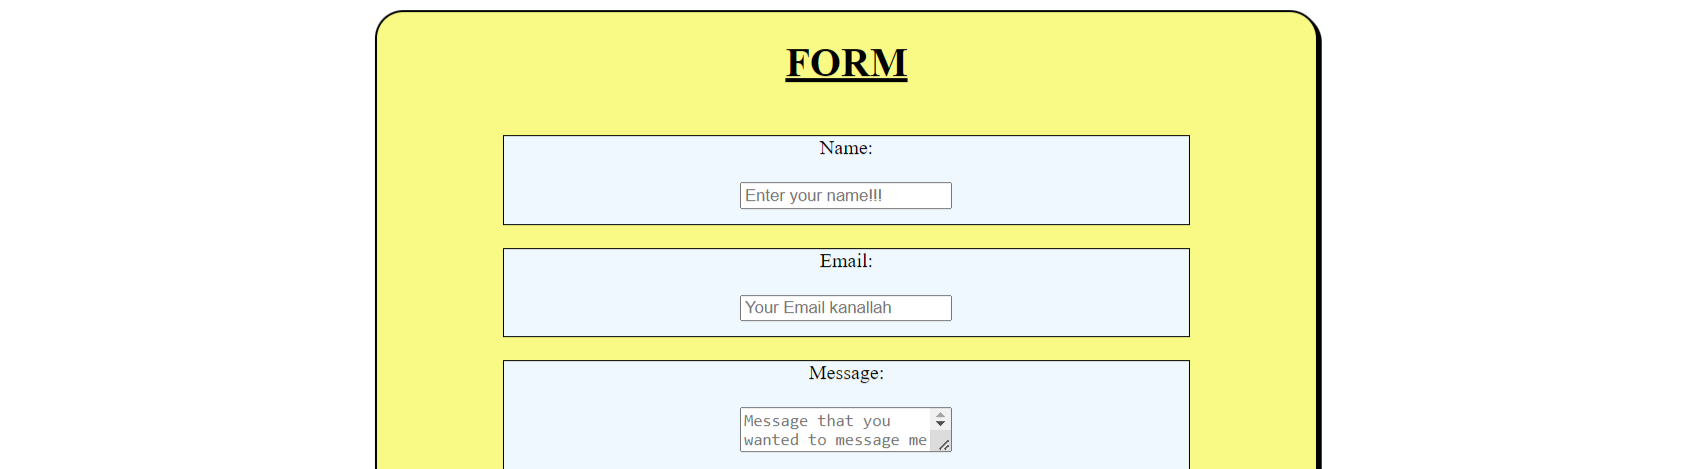 FORM
Name:
Enter your name!!!
Email:
Your Email kanallah
Message:
Message that you
wanted to message me